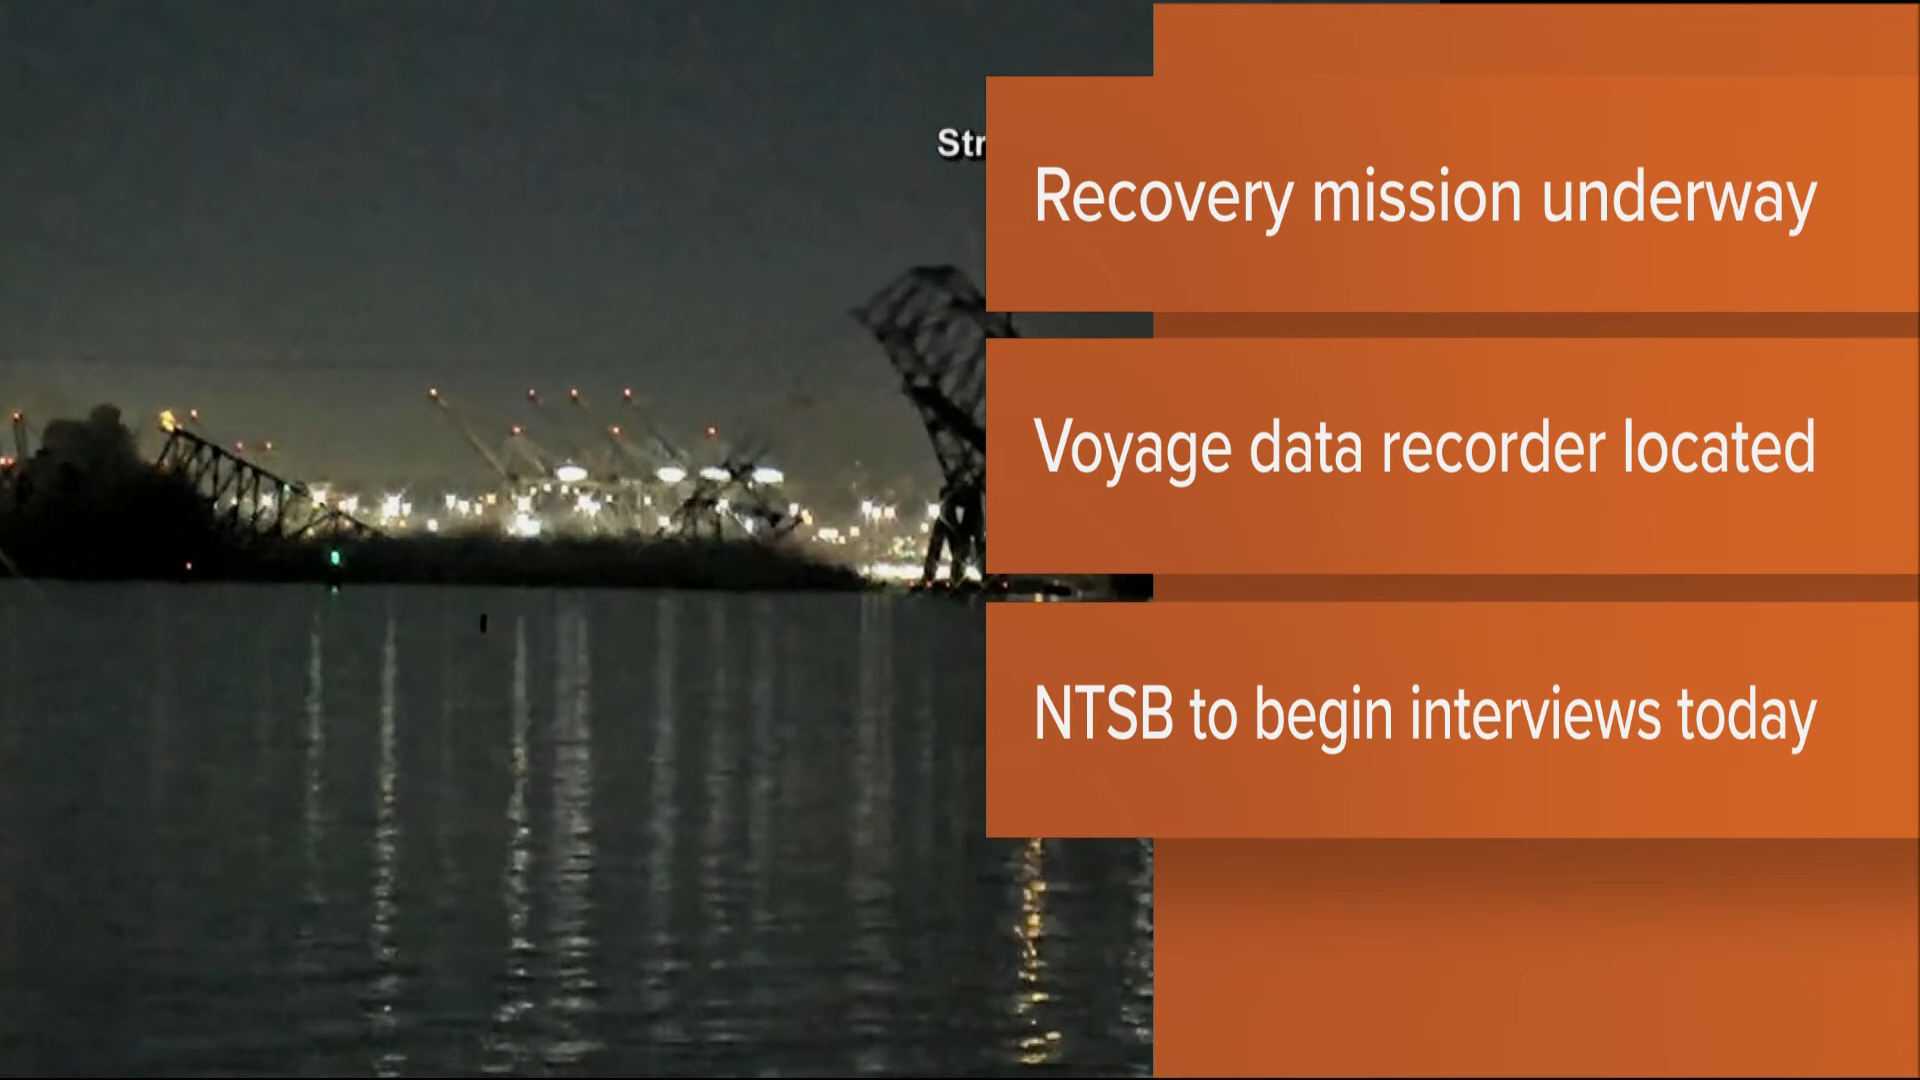 Recovery mission underway
Voyage data recorder located
NTSB to begin interviews today